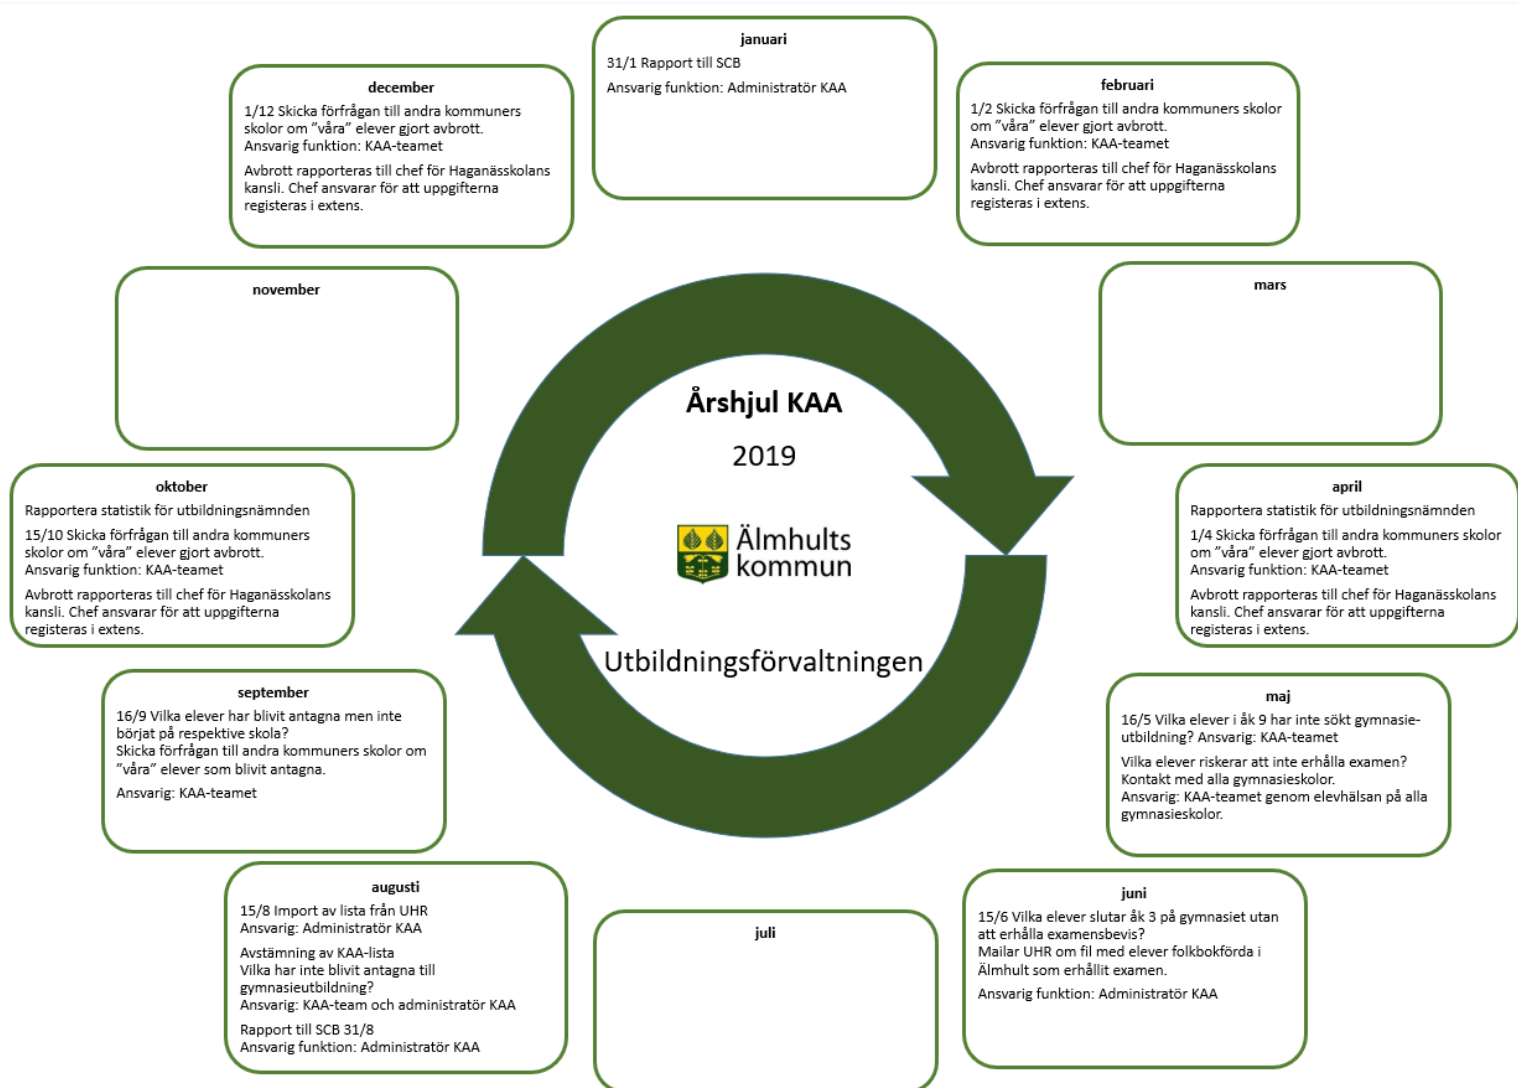 januari
31/1 Rapport till SCB
Ansvarig funktion: Administratör KAA
februari
1/2 Skicka förfrågan till andra kommuners skolor
om ”våra” elever gjort avbrott.
Ansvarig funktion: KAA-teamet
Avbrott rapporteras till chef för Haganässkolans
kansli. Chef ansvarar för att uppgifterna
registeras i extens.
mars
april
Rapportera statistik för utbildningsnämnden
1/4 Skicka förfrågan till andra kommuners skolor
om ”våra” elever gjort avbrott.
Ansvarig funktion: KAA-teamet
Avbrott rapporteras till chef för Haganässkolans
kansli. Chef ansvarar för att uppgifterna
registeras i extens.
maj
16/5 Vilka elever i åk 9 har inte sökt gymnasie-
utbildning? Ansvarig: KAA-teamet
Vilka elever riskerar att inte erhålla examen?
Kontakt med alla gymnasieskolor.
Ansvarig: KAA-teamet genom elevhälsan på alla
gymnasieskolor.
juni
15/6 Vilka elever slutar åk 3 på gymnasiet utan
att erhålla examensbevis?
Mailar UHR om fil med elever folkbokförda i
Älmhult som erhållit examen.
Ansvarig funktion: Administratör KAA
juli
augusti
15/8 Import av lista från UHR
Ansvarig: Administratör KAA
Avstämning av KAA-lista
Vilka har inte blivit antagna till
gymnasieutbildning?
Ansvarig: KAA-team och administratör KAA
Rapport till SCB 31/8
Ansvarig funktion: Administratör KAA
september
16/9 Vilka elever har blivit antagna men inte
börjat på respektive skola?
Skicka förfrågan till andra kommuners skolor om
”våra” elever som blivit antagna.
Ansvarig: KAA-teamet
oktober
Rapportera statistik för utbildningsnämnden
15/10 Skicka förfrågan till andra kommuners
skolor om ”våra” elever gjort avbrott.
Ansvarig funktion: KAA-teamet
Avbrott rapporteras till chef för Haganässkolans
kansli. Chef ansvarar för att uppgifterna
registeras i extens.
november
december
1/12 Skicka förfrågan till andra kommuners
skolor om ”våra” elever gjort avbrott.
Ansvarig funktion: KAA-teamet
Avbrott rapporteras till chef för Haganässkolans
kansli. Chef ansvarar för att uppgifterna
registeras i extens.
Årshjul KAA
2019
Älmhults
kommun
Utbildningsförvaltningen